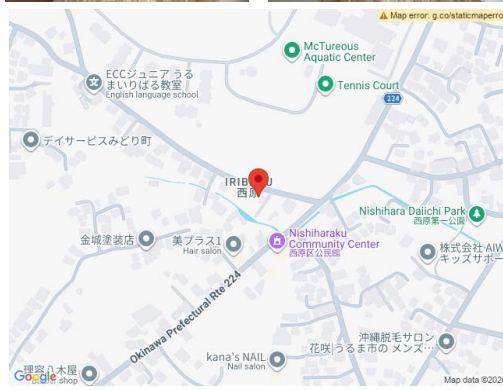 Map error: g.co/staticmaperro
McTureous
Aquatic Center
ECCジュニア うる
まいりばる教室
English language school
Tennis Court
224
デイサービスみどり町
西原
Nishihara Daiichi Park
西原第一公園
Nishiharaku
Community Center
西原区公民館
金城塗装店
美プラス1
Hair salon
株式会社 AIW
キッズサポー
Okinawa Prefectural Rte 224
沖縄脱毛サロン
花咲 うるま市の メンズ…
kana's NAIL
Nail salon
理容八木屋
shop
Google
Map data ©202